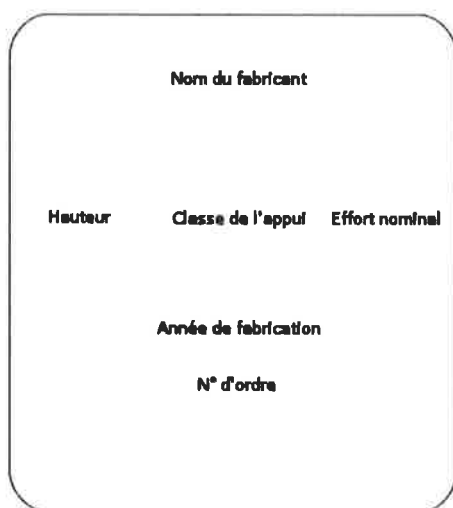 Nom du fabricant
Hauteur Classe de l'appui Effort nominal
Année de fabrication
N° d'ordre